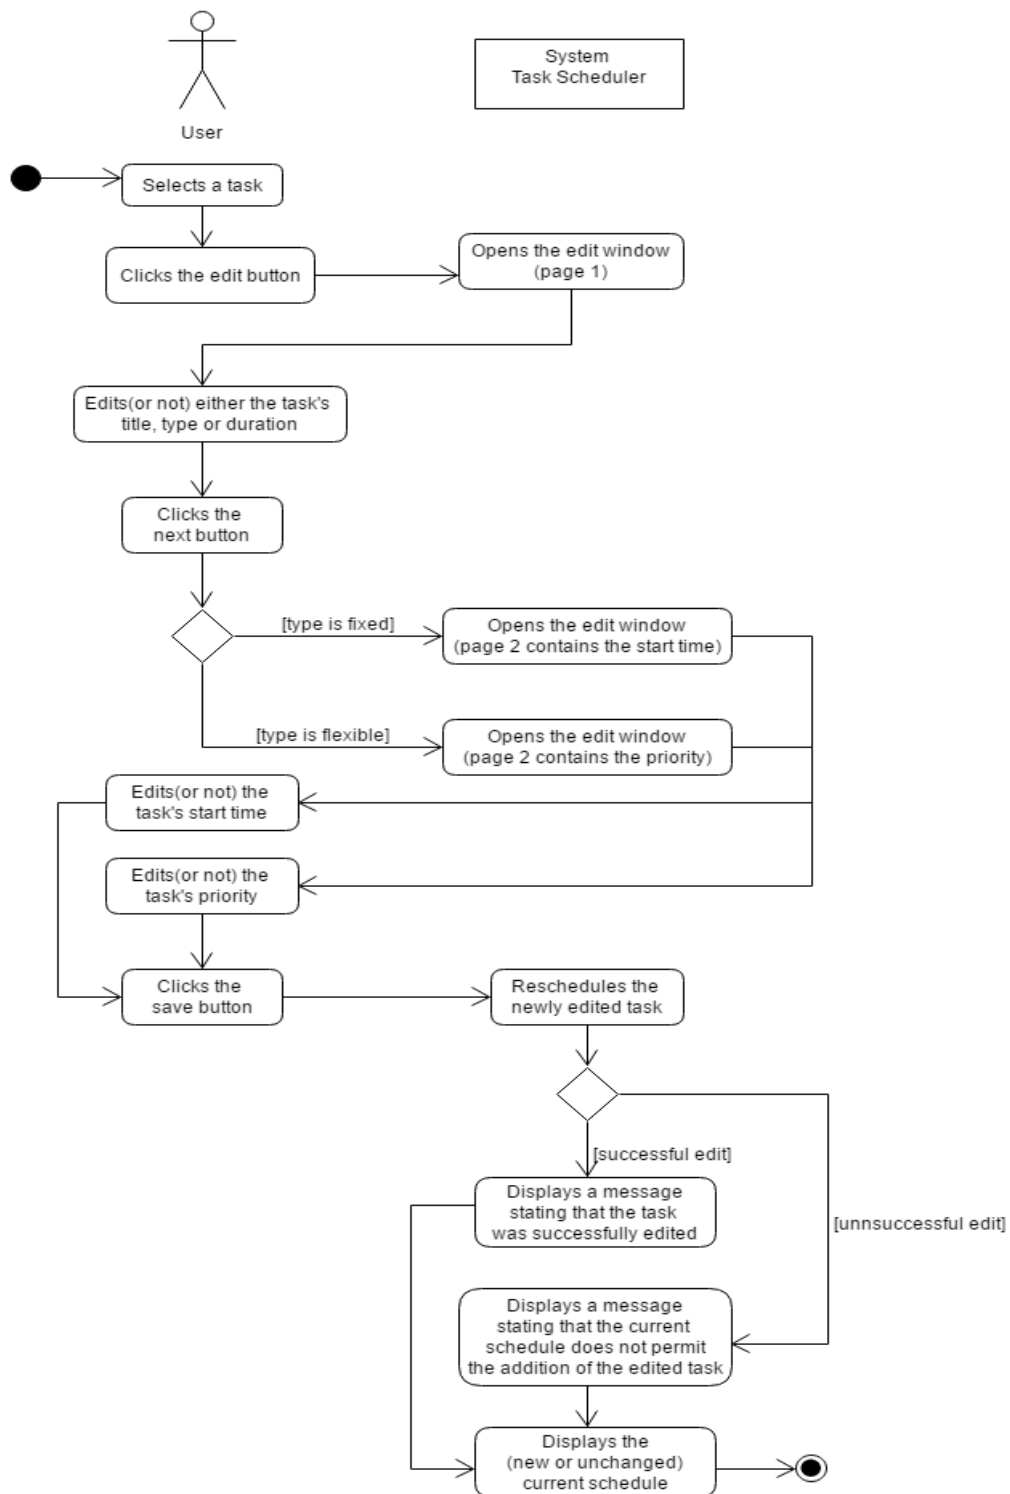 System
Task Scheduler
User
Selects a task
Clicks the edit button
Opens the edit window
(page 1)
Edits(or not) either the task's
title, type or duration
Clicks the
next button
[type is fixed]
Opens the edit window
(page 2 contains the start time)
[type is flexible]
Opens the edit window
(page 2 contains the priority)
Edits(or not) the
task's start time
Edits(or not) the
task's priority
Clicks the
save button
Reschedules the
newly edited task
[successful edit]
Displays a message
stating that the task
was successfully edited
[unnsuccessful edit]
Displays a message
stating that the current
schedule does not permit
the addition of the edited task
Displays the
(new or unchanged)
current schedule